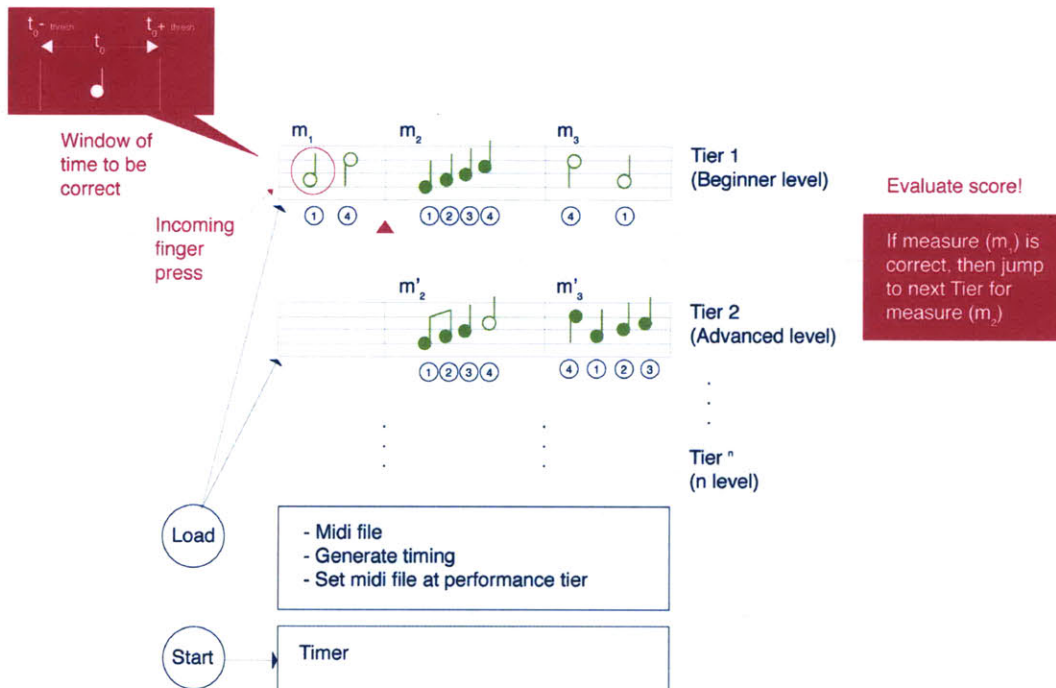 t₀- thresh t₀ t₀+ thresh
Window of
time to be
correct
Incoming
finger
press
m₁ m₂ m₃
Tier 1
(Beginner level)
1 4 1 2 3 4 4 1
Evaluate score!
If measure (m₁) is
correct, then jump
to next Tier for
measure (m₂)
m'₂ m'₃
Tier 2
(Advanced level)
1 2 3 4 4 1 2 3
Tier ⁿ
(n level)
Load
- Midi file
- Generate timing
- Set midi file at performance tier
Start
Timer